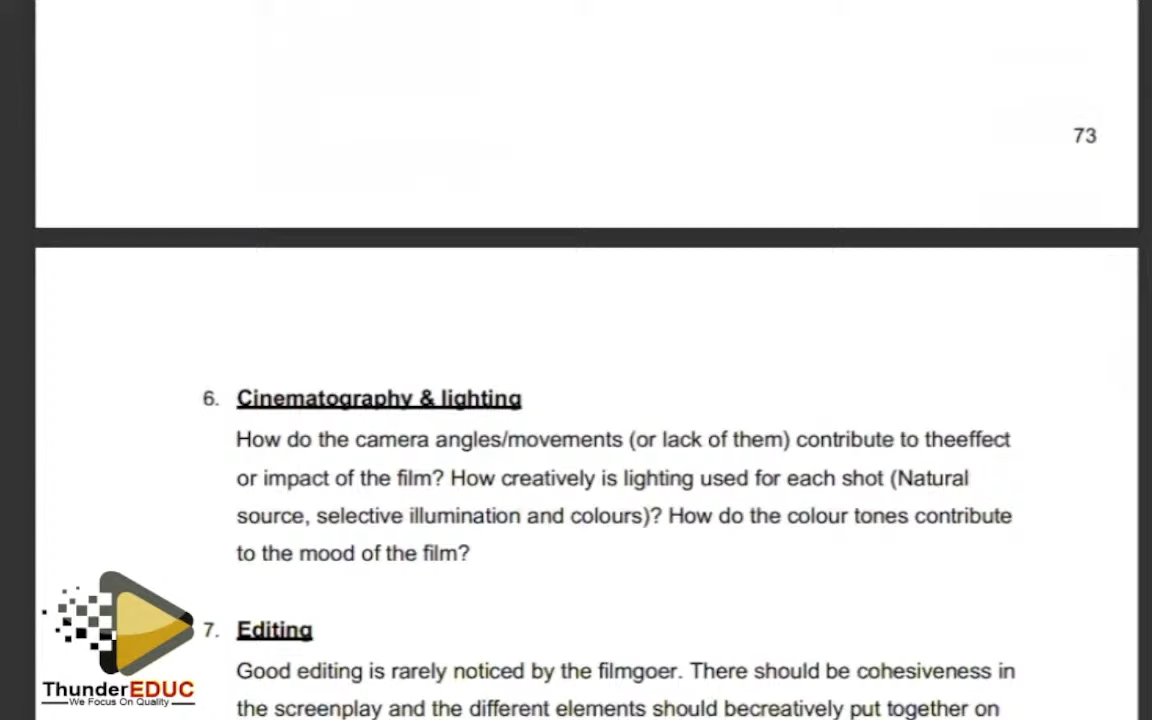 73
6. Cinematography & lighting
How do the camera angles/movements (or lack of them) contribute to theeffect
or impact of the film? How creatively is lighting used for each shot (Natural
source, selective illumination and colours)? How do the colour tones contribute
to the mood of the film?
7. Editing
Good editing is rarely noticed by the filmgoer. There should be cohesiveness in
the screenplay and the different elements should becreatively put together on
ThunderEDUC
We Focus On Quality